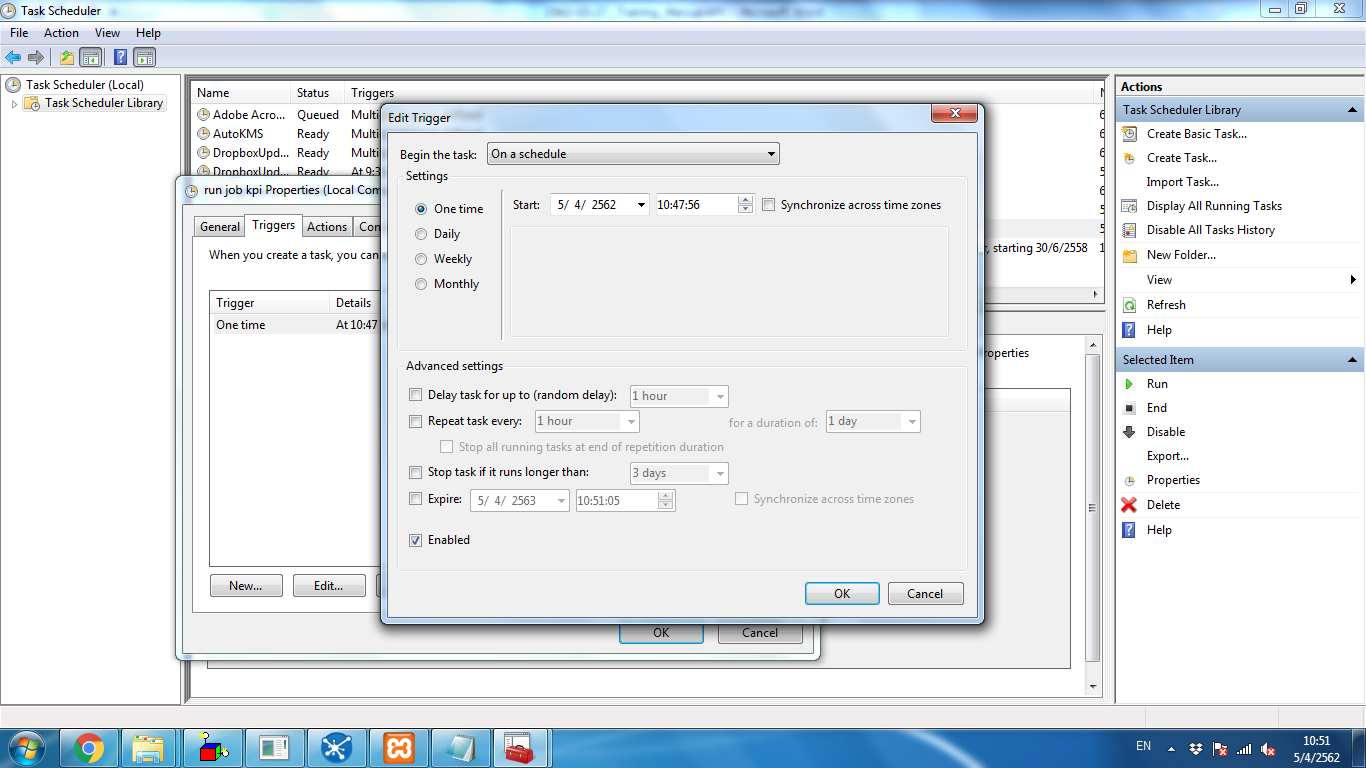 Task Scheduler
File Action View Help
Task Scheduler (Local)
Task Scheduler Library
Name Status Triggers
Adobe Acro... Queued Multi
AutoKMS Ready Multi
DropboxUpd... Ready Multi
DropboxUpd... Ready At 9:3
, starting 30/6/2558 1
run job kpi Properties (Local Com
General Triggers Actions Con
When you create a task, you can
Trigger Details
One time At 10:47
New... Edit...
OK Cancel
roperties
Edit Trigger
Begin the task: On a schedule
Settings
One time
Daily
Weekly
Monthly
Start: 5/ 4/ 2562 10:47:56 Synchronize across time zones
Advanced settings
Delay task for up to (random delay): 1 hour
Repeat task every: 1 hour for a duration of: 1 day
Stop all running tasks at end of repetition duration
Stop task if it runs longer than: 3 days
Expire: 5/ 4/ 2563 10:51:05 Synchronize across time zones
Enabled
OK Cancel
Actions
Task Scheduler Library
Create Basic Task...
Create Task...
Import Task...
Display All Running Tasks
Disable All Tasks History
New Folder...
View
Refresh
Help
Selected Item
Run
End
Disable
Export...
Properties
Delete
Help
EN 10:51
5/4/2562